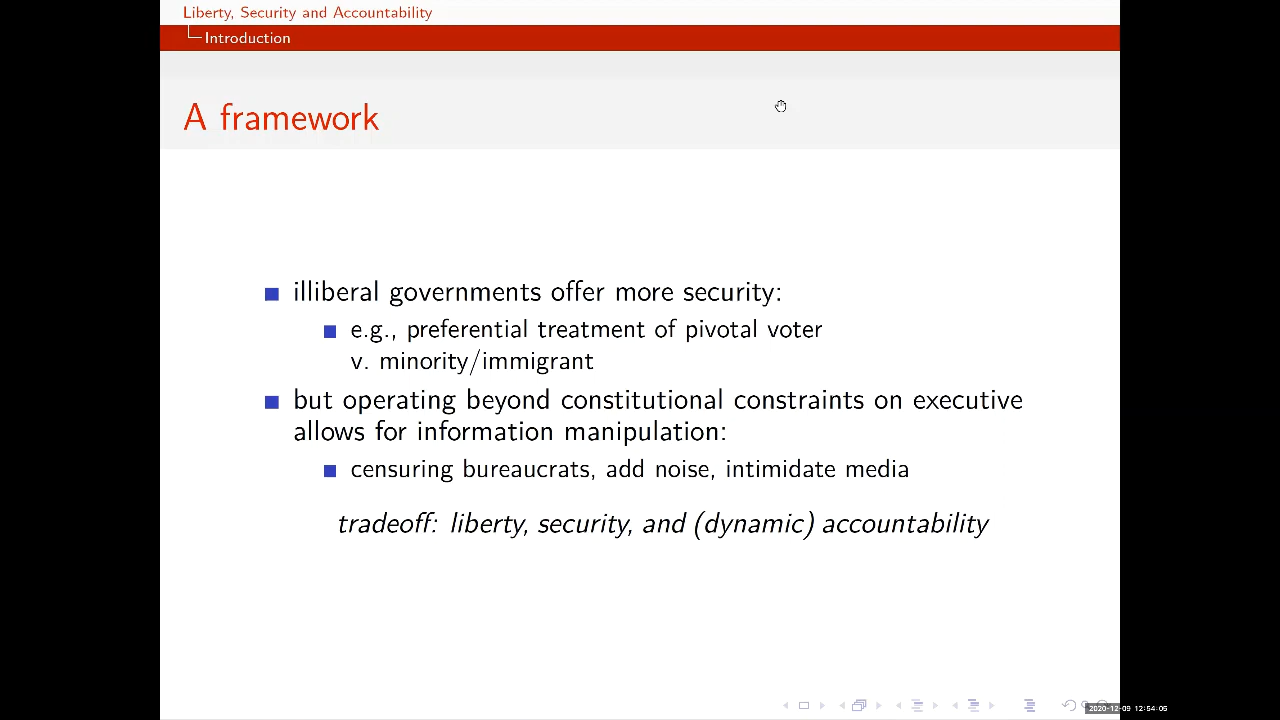 Liberty, Security and Accountability
Introduction
A framework
illiberal governments offer more security:
e.g., preferential treatment of pivotal voter
v. minority/immigrant
but operating beyond constitutional constraints on executive
allows for information manipulation:
censuring bureaucrats, add noise, intimidate media
tradeoff: liberty, security, and (dynamic) accountability
2020-12-09 12:54:05